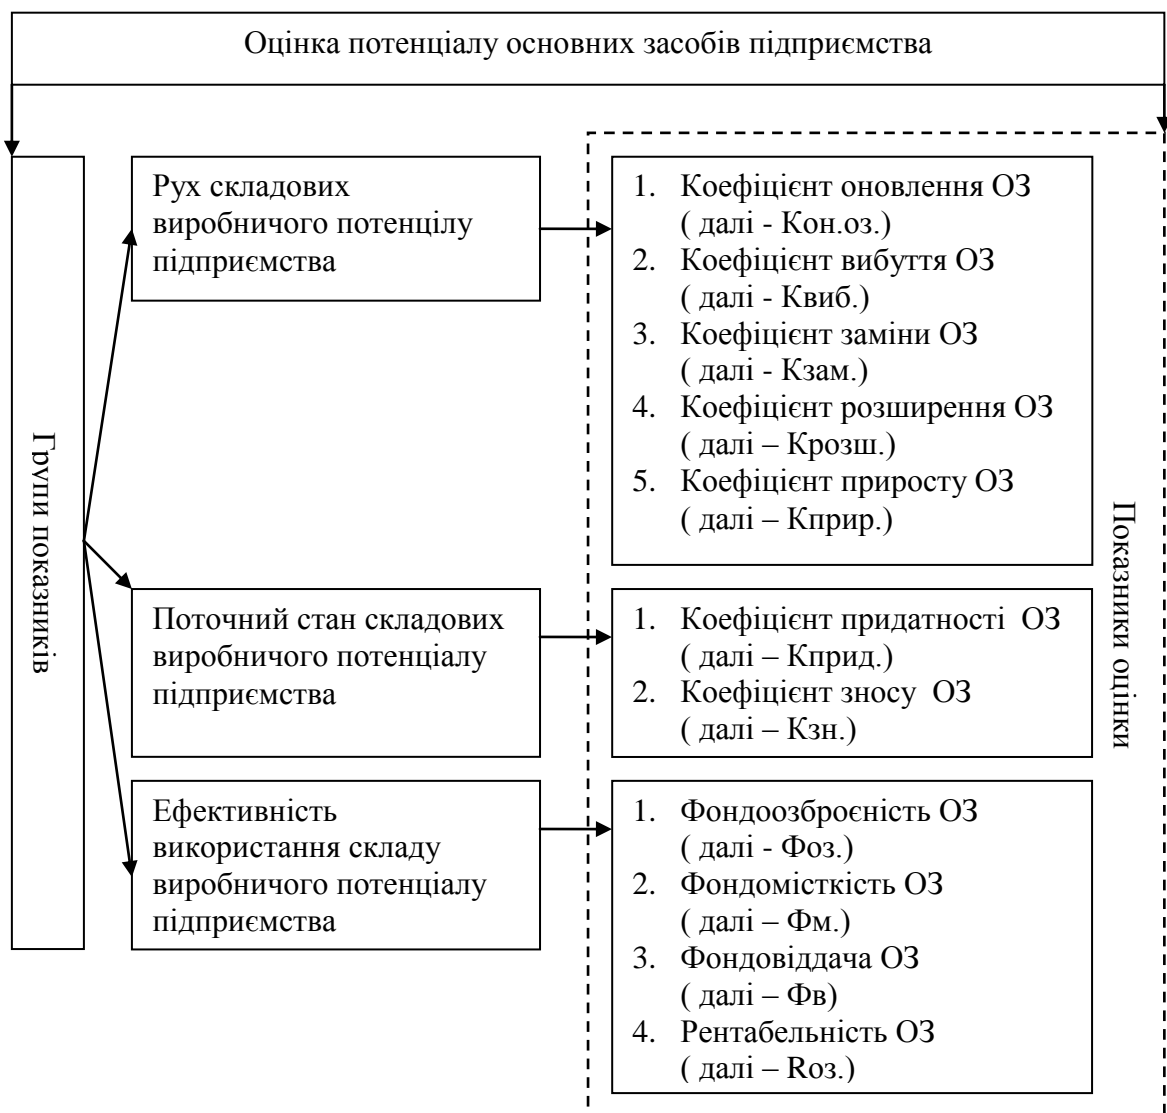 Оцінка потенціалу основних засобів підприємства
Групи показників
Рух складових
виробничого потенцілу
підприємства
1. Коефіцієнт оновлення ОЗ
( далі - Кон.оз.)
2. Коефіцієнт вибуття ОЗ
( далі - Квиб.)
3. Коефіцієнт заміни ОЗ
( далі - Кзам.)
4. Коефіцієнт розширення ОЗ
( далі – Крозш.)
5. Коефіцієнт приросту ОЗ
( далі – Кприр.)
Поточний стан складових
виробничого потенціалу
підприємства
1. Коефіцієнт придатності ОЗ
( далі – Кприд.)
2. Коефіцієнт зносу ОЗ
( далі – Кзн.)
Ефективність
використання складу
виробничого потенціалу
підприємства
1. Фондоозброєність ОЗ
( далі - Фоз.)
2. Фондомісткість ОЗ
( далі – Фм.)
3. Фондовіддача ОЗ
( далі – Фв)
4. Рентабельність ОЗ
( далі – Rоз.)
Показники оцінки